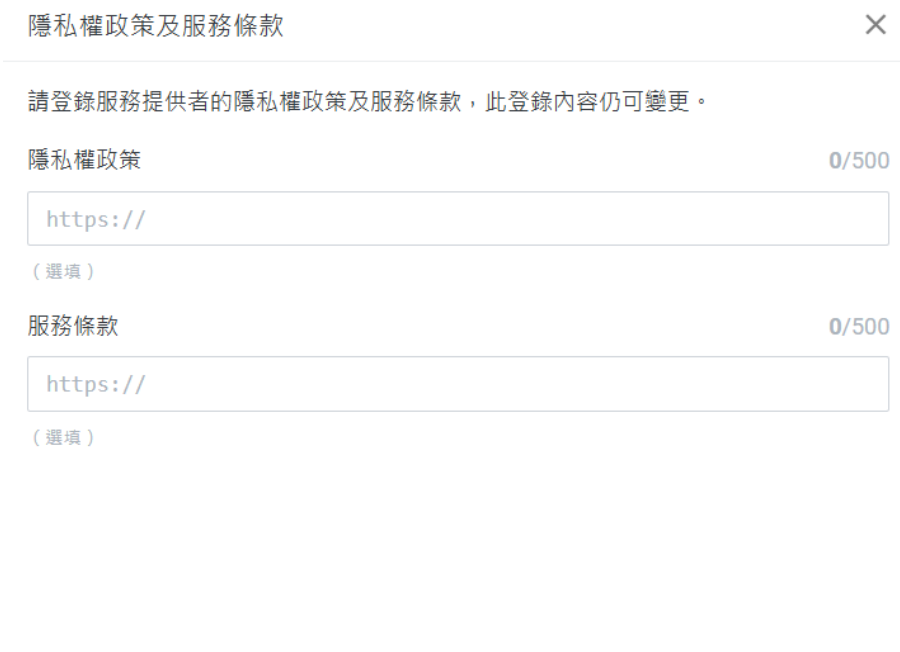 隱私權政策及服務條款
請登錄服務提供者的隱私權政策及服務條款，此登錄內容仍可變更。
隱私權政策 0/500
https://
（選填）
服務條款 0/500
https://
（選填）